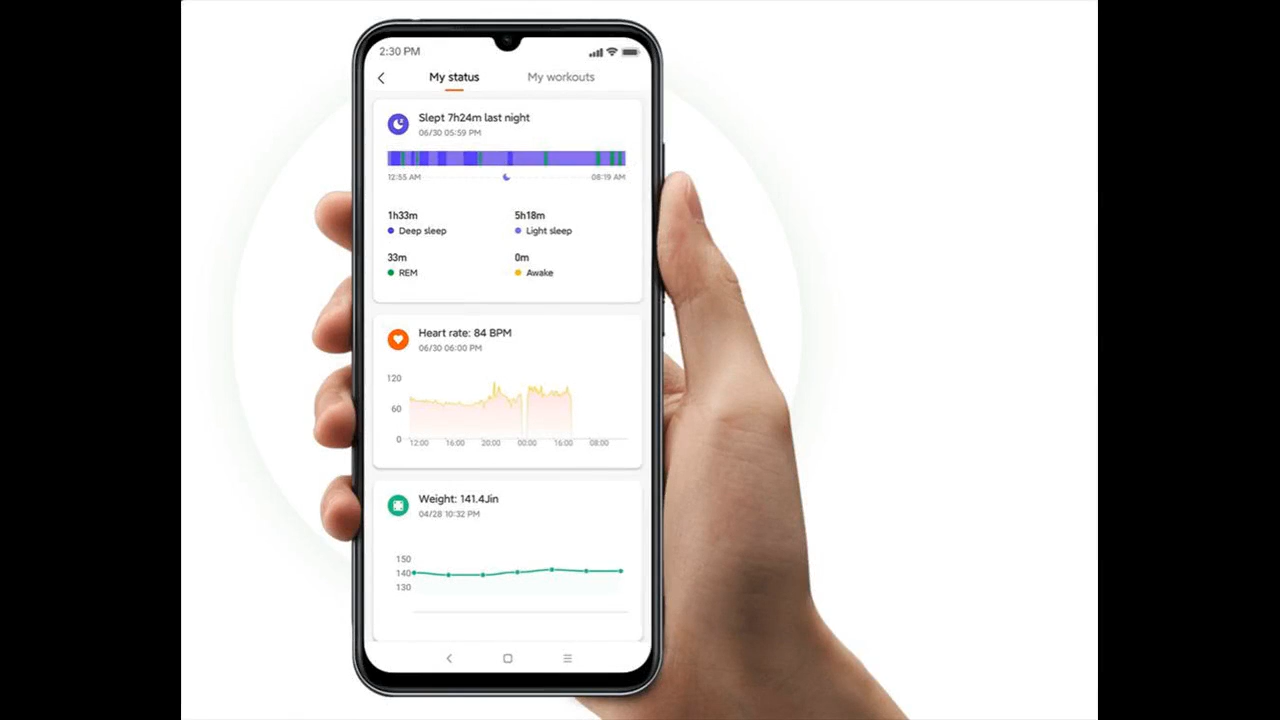 2:30 PM
My status My workouts
Slept 7h24m last night
06/30 05:59 PM
12:55 AM 08:19 AM
1h33m 5h18m
Deep sleep Light sleep
33m 0m
REM Awake
Heart rate: 84 BPM
06/30 06:00 PM
120
60
0
12:00 16:00 20:00 00:00 16:00 08:00
Weight: 141.4Jin
04/28 10:32 PM
150
140
130